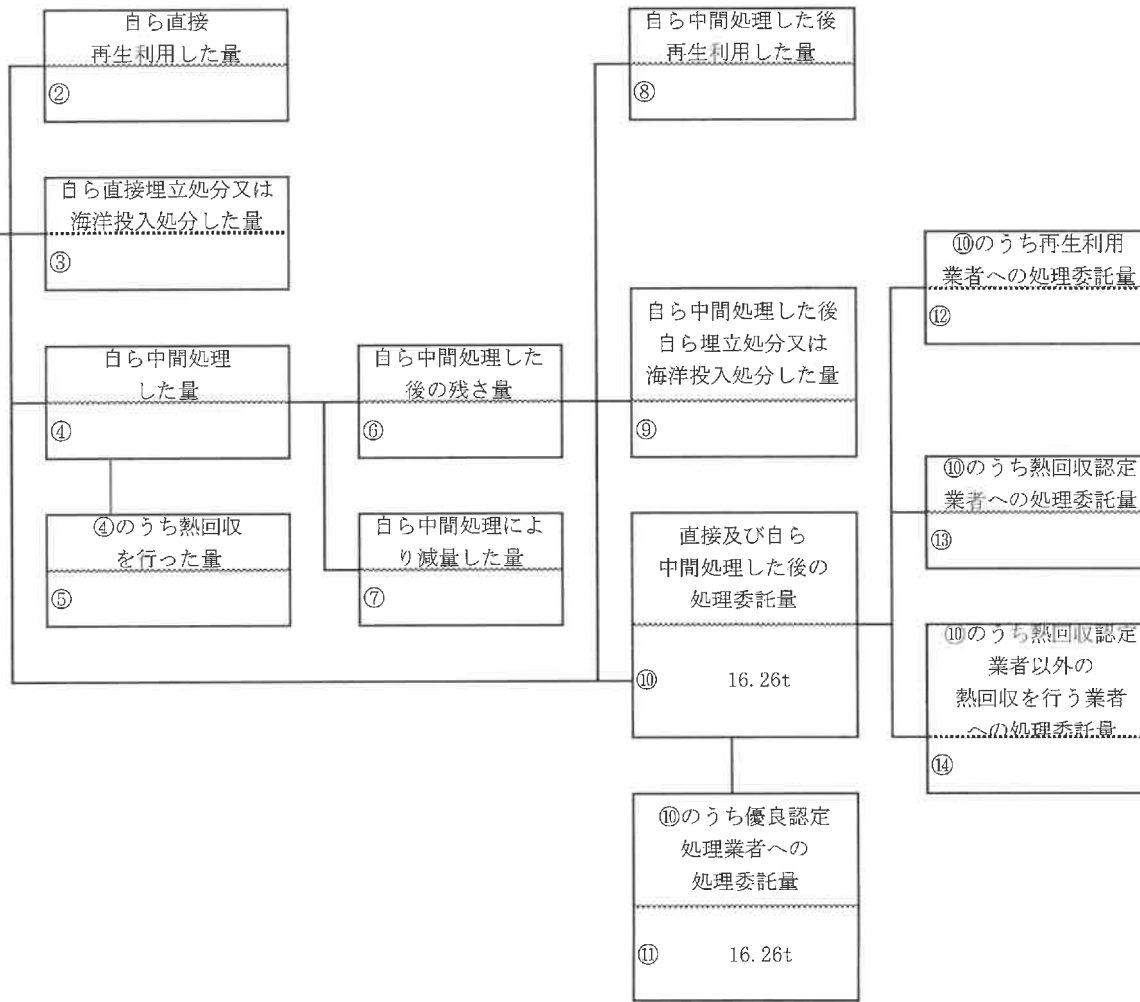 自ら直接
再生利用した量
②
自ら直接埋立処分又は
海洋投入処分した量
③
自ら中間処理
した量
④
④のうち熱回収
を行った量
⑤
自ら中間処理した
後の残さ量
⑥
自ら中間処理によ
り減量した量
⑦
自ら中間処理した後
再生利用した量
⑧
自ら中間処理した後
自ら埋立処分又は
海洋投入処分した量
⑨
直接及び自ら
中間処理した後の
処理委託量
⑩ 16.26t
⑩のうち優良認定
処理業者への
処理委託量
⑪ 16.26t
⑩のうち再生利用
業者への処理委託量
⑫
⑩のうち熱回収認定
業者への処理委託量
⑬
⑩のうち熱回収認定
業者以外の
熱回収を行う業者
への処理委託量
⑭